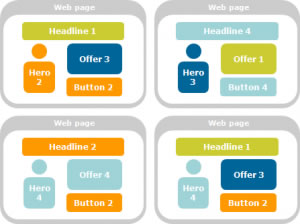 Web page
Headline 1
Offer 3
Hero
2
Button 2
Web page
Headline 4
Offer 1
Hero
3
Button 4
Web page
Headline 2
Offer 4
Hero
4
Button 2
Web page
Headline 1
Offer 3
Hero
4
Button 2